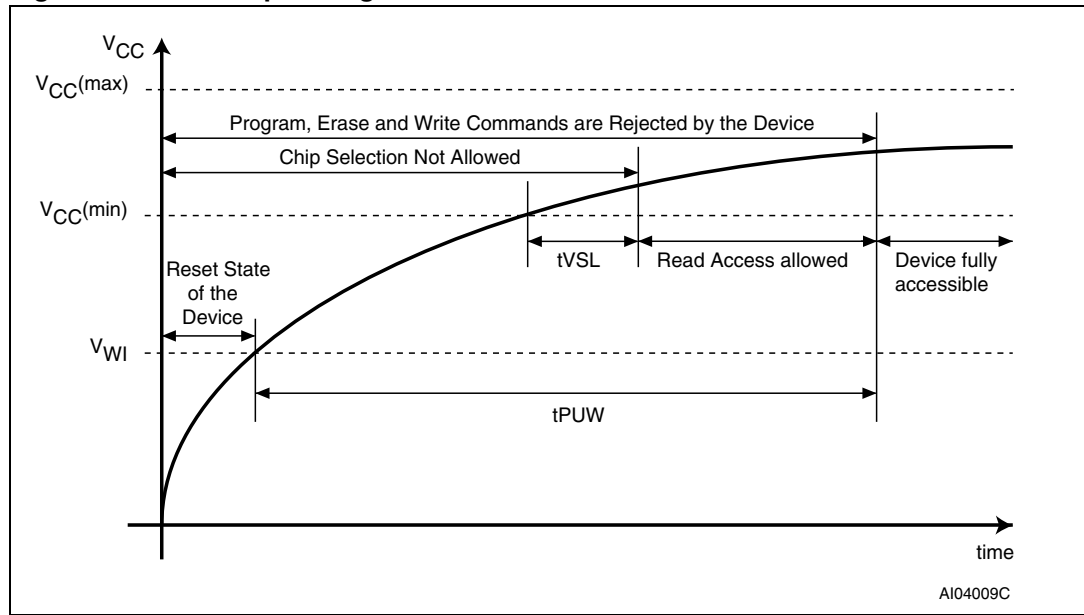 V_CC
V_CC(max)
Program, Erase and Write Commands are Rejected by the Device
Chip Selection Not Allowed
V_CC(min)
tVSL
Read Access allowed
Device fully
accessible
Reset State
of the
Device
V_WI
tPUW
time
AI04009C